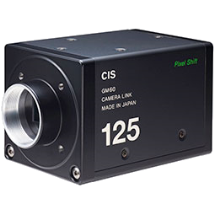 Pixel Shift
CIS
GM60
CAMERA LINK
MADE IN JAPAN
125